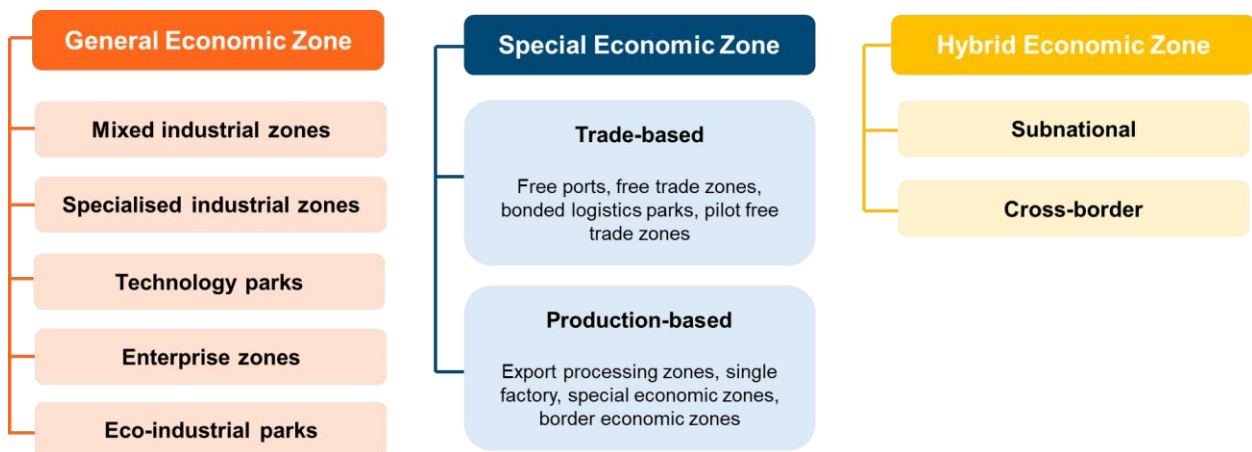 General Economic Zone
Mixed industrial zones
Specialised industrial zones
Technology parks
Enterprise zones
Eco-industrial parks
Special Economic Zone
Trade-based
Free ports, free trade zones,
bonded logistics parks, pilot free
trade zones
Production-based
Export processing zones, single
factory, special economic zones,
border economic zones
Hybrid Economic Zone
Subnational
Cross-border